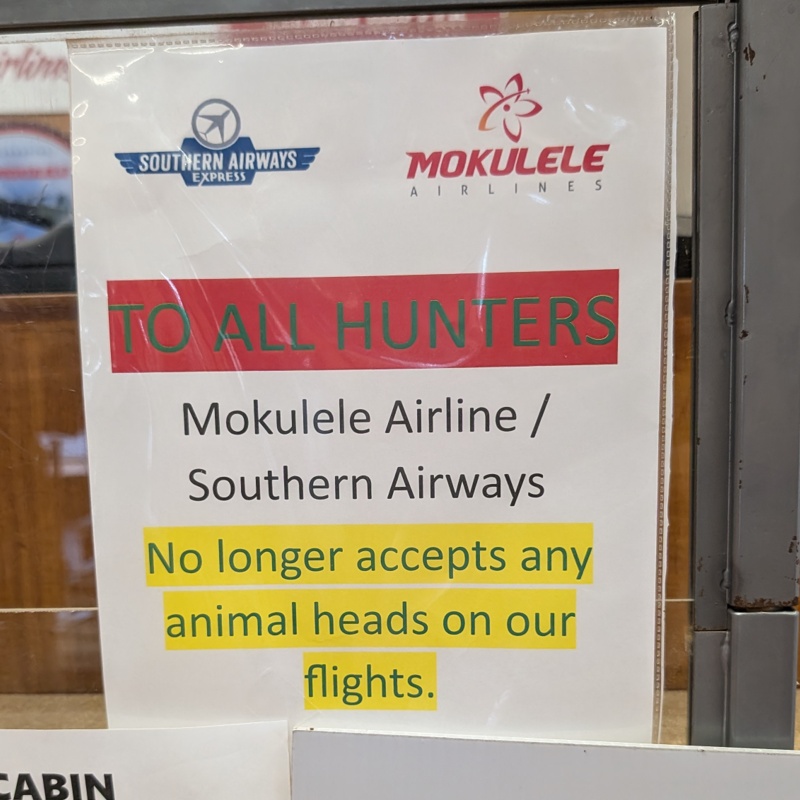 SOUTHERN AIRWAYS
EXPRESS
MOKULELE
AIRLINES
TO ALL HUNTERS
Mokulele Airline /
Southern Airways
No longer accepts any
animal heads on our
flights.
CABIN